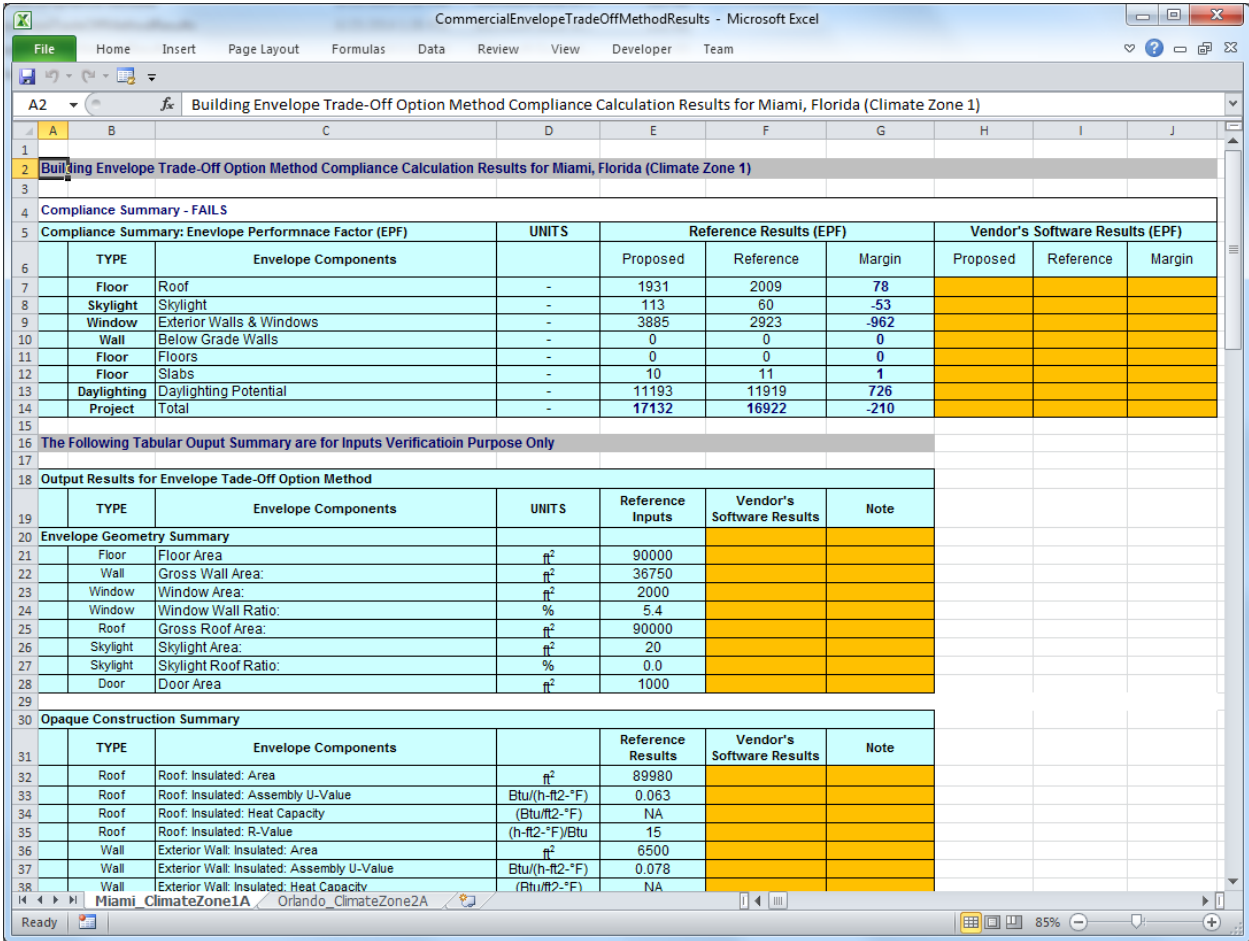 CommercialEnvelopeTradeOffMethodResults - Microsoft Excel
File Home Insert Page Layout Formulas Data Review View Developer Team
A2 fx Building Envelope Trade-Off Option Method Compliance Calculation Results for Miami, Florida (Climate Zone 1)
A B C D E F G H I J
1
2 Building Envelope Trade-Off Option Method Compliance Calculation Results for Miami, Florida (Climate Zone 1)
3
4 Compliance Summary - FAILS
5 Compliance Summary: Enevlope Performnace Factor (EPF) UNITS Reference Results (EPF) Vendor's Software Results (EPF)
6 TYPE Envelope Components Proposed Reference Margin Proposed Reference Margin
7 Floor Roof - 1931 2009 78
8 Skylight Skylight - 113 60 -53
9 Window Exterior Walls & Windows - 3885 2923 -962
10 Wall Below Grade Walls - 0 0 0
11 Floor Floors - 0 0 0
12 Floor Slabs - 10 11 1
13 Daylighting Daylighting Potential - 11193 11919 726
14 Project Total - 17132 16922 -210
15
16 The Following Tabular Ouput Summary are for Inputs Verificatioin Purpose Only
17
18 Output Results for Envelope Tade-Off Option Method
19 TYPE Envelope Components UNITS Reference Inputs Vendor's Software Results Note
20 Envelope Geometry Summary
21 Floor Floor Area ft² 90000
22 Wall Gross Wall Area: ft² 36750
23 Window Window Area: ft² 2000
24 Window Window Wall Ratio: % 5.4
25 Roof Gross Roof Area: ft² 90000
26 Skylight Skylight Area: ft² 20
27 Skylight Skylight Roof Ratio: % 0.0
28 Door Door Area ft² 1000
29
30 Opaque Construction Summary
31 TYPE Envelope Components Reference Results Vendor's Software Results Note
32 Roof Roof: Insulated: Area ft² 89980
33 Roof Roof: Insulated: Assembly U-Value Btu/(h-ft2-°F) 0.063
34 Roof Roof: Insulated: Heat Capacity (Btu/ft2-°F) NA
35 Roof Roof: Insulated: R-Value (h-ft2-°F)/Btu 15
36 Wall Exterior Wall: Insulated: Area ft² 6500
37 Wall Exterior Wall: Insulated: Assembly U-Value Btu/(h-ft2-°F) 0.078
38 Wall Exterior Wall: Insulated: Heat Capacity (Btu/ft2-°F) NA
Miami_ClimateZone1A Orlando_ClimateZone2A
Ready 85%